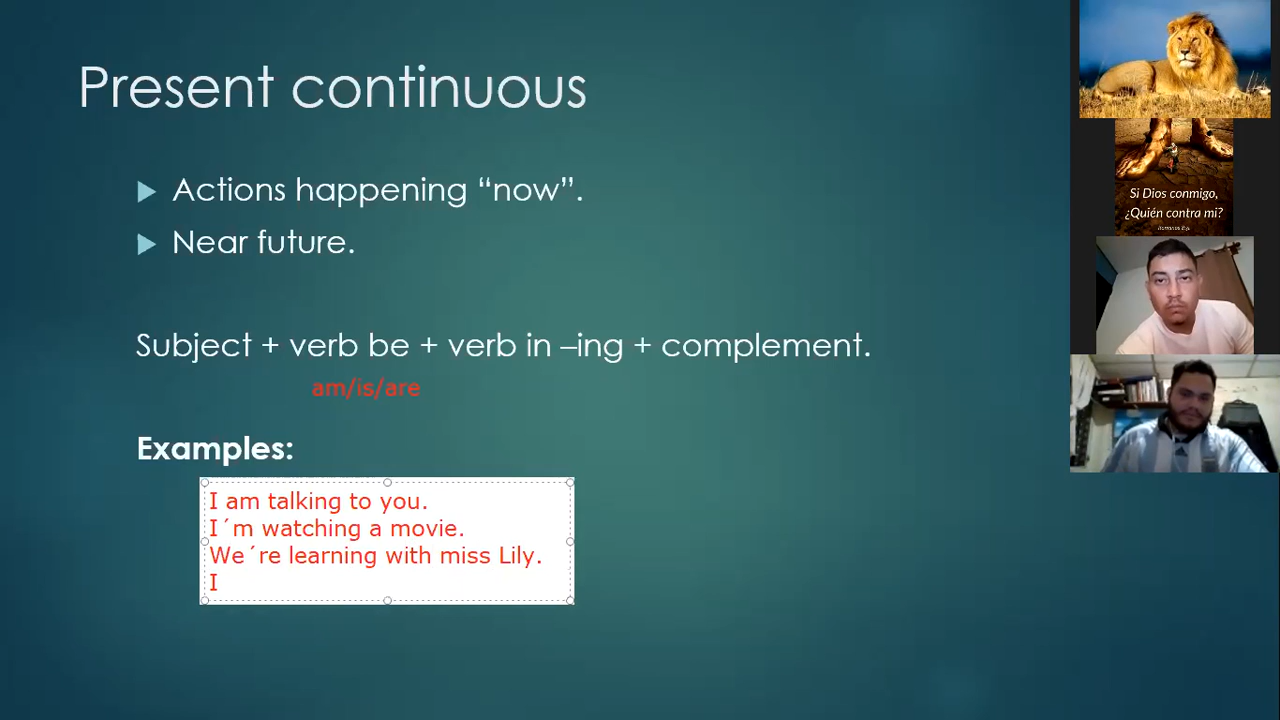 Present continuous
Actions happening “now”.
Near future.
Subject + verb be + verb in –ing + complement.
am/is/are
Examples:
I am talking to you.
I´m watching a movie.
We´re learning with miss Lily.
I
Si Dios conmigo,
¿Quién contra mi?